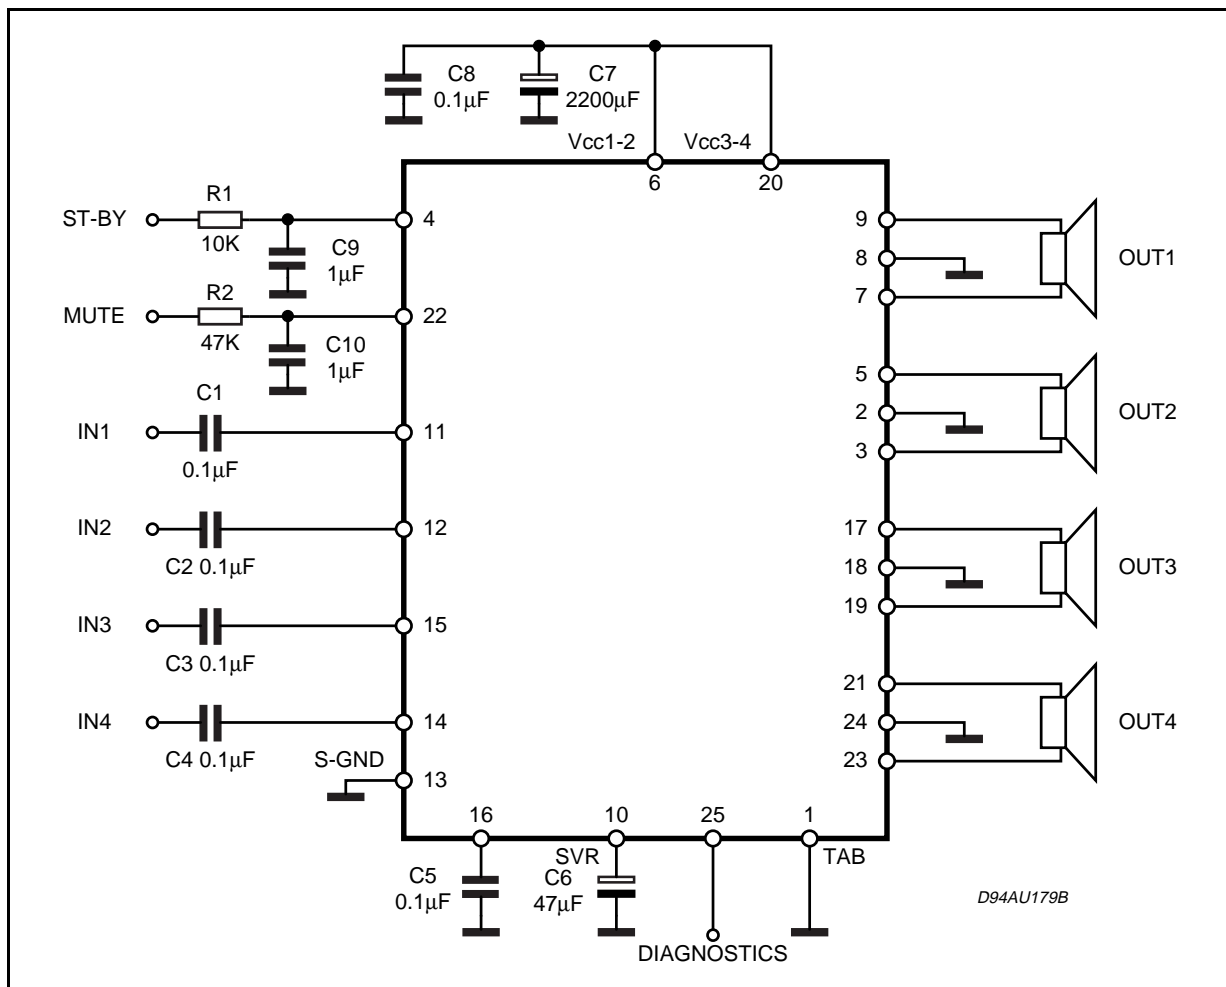 C8
0.1μF
C7
2200μF
Vcc1-2
Vcc3-4
6
20
ST-BY
R1
10K
4
C9
1μF
MUTE
R2
47K
22
C10
1μF
IN1
C1
0.1μF
11
IN2
C2 0.1μF
12
IN3
C3 0.1μF
15
IN4
C4 0.1μF
14
S-GND
13
9
8
7
OUT1
5
2
3
OUT2
17
18
19
OUT3
21
24
23
OUT4
16
10
25
1
SVR
TAB
C5
0.1μF
C6
47μF
DIAGNOSTICS
D94AU179B